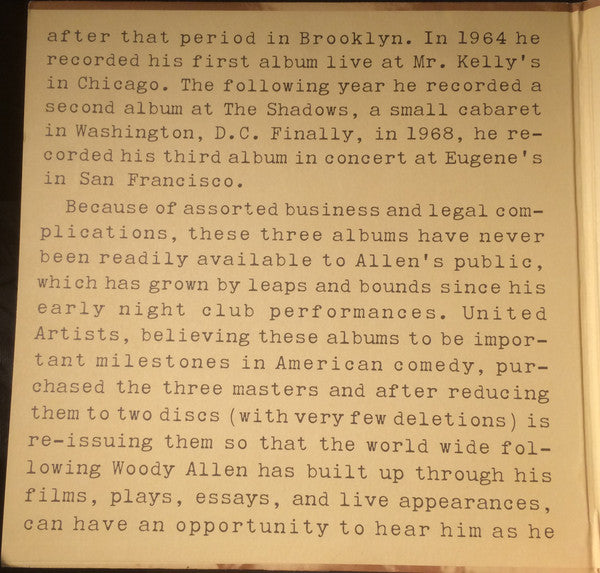 after that period in Brooklyn. In 1964 he
recorded his first album live at Mr. Kelly's
in Chicago. The following year he recorded a
second album at The Shadows, a small cabaret
in Washington, D.C. Finally, in 1968, he re-
corded his third album in concert at Eugene's
in San Francisco.
Because of assorted business and legal com-
plications, these three albums have never
been readily available to Allen's public,
which has grown by leaps and bounds since his
early night club performances. United
Artists, believing these albums to be impor-
tant milestones in American comedy, pur-
chased the three masters and after reducing
them to two discs (with very few deletions) is
re-issuing them so that the world wide fol-
lowing Woody Allen has built up through his
films, plays, essays, and live appearances,
can have an opportunity to hear him as he